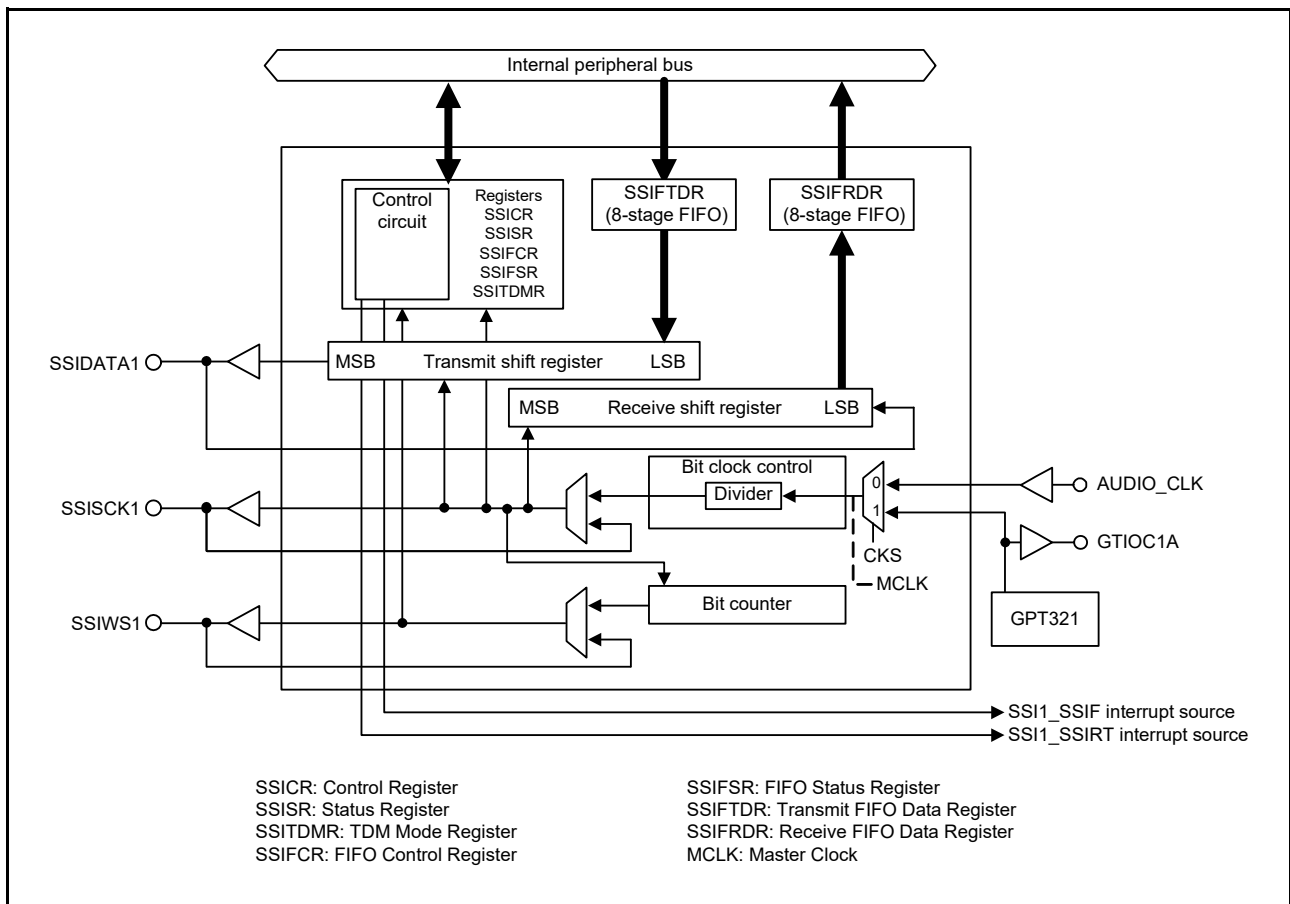 Internal peripheral bus
Control
circuit
Registers
SSICR
SSISR
SSIFCR
SSIFSR
SSITDMR
SSIFTDR
(8-stage FIFO)
SSIFRDR
(8-stage FIFO)
SSIDATA1
MSB Transmit shift register LSB
MSB Receive shift register LSB
Bit clock control
Divider
0
1
AUDIO_CLK
SSISCK1
GTIOC1A
CKS
MCLK
Bit counter
GPT321
SSIWS1
SSI1_SSIF interrupt source
SSI1_SSIRT interrupt source
SSICR: Control Register
SSISR: Status Register
SSITDMR: TDM Mode Register
SSIFCR: FIFO Control Register
SSIFSR: FIFO Status Register
SSIFTDR: Transmit FIFO Data Register
SSIFRDR: Receive FIFO Data Register
MCLK: Master Clock